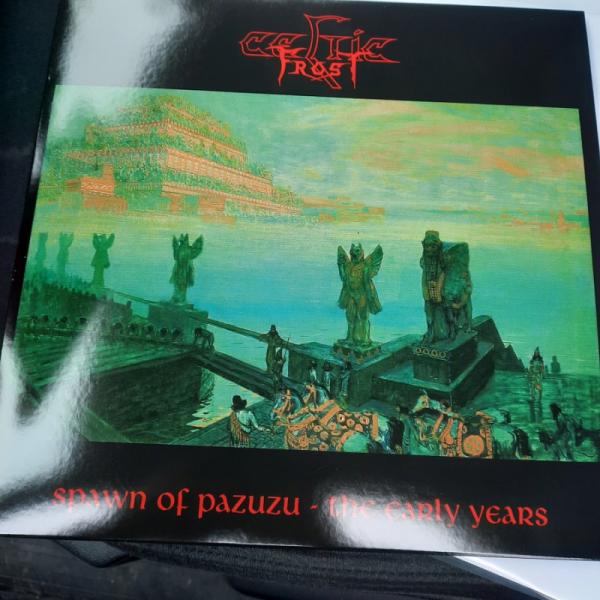 celtic
frost
spawn of pazuzu - the early years